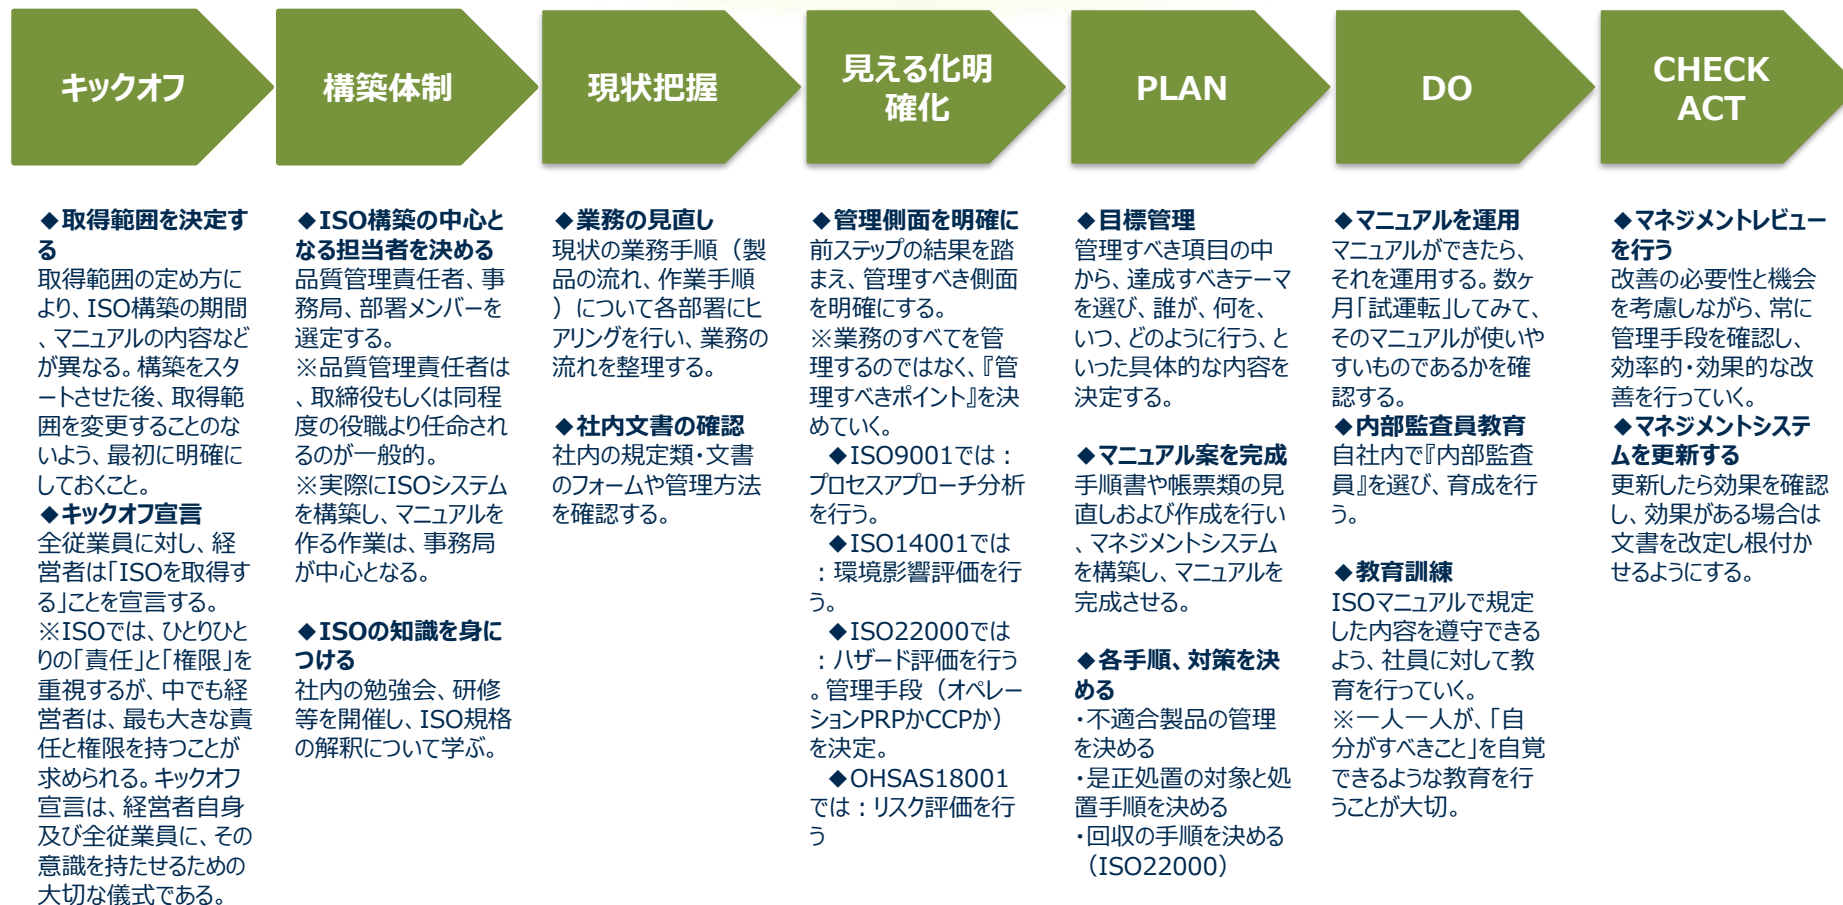 キックオフ
構築体制
現状把握
見える化明
確化
PLAN
DO
CHECK
ACT
◆取得範囲を決定す
る
取得範囲の定め方に
より、ISO構築の期間
、マニュアルの内容など
が異なる。構築をスタ
ートさせた後、取得範
囲を変更することのな
いよう、最初に明確に
しておくこと。
◆キックオフ宣言
全従業員に対し、経
営者は「ISOを取得す
る」ことを宣言する。
※ISOでは、ひとりひと
りの「責任」と「権限」を
重視するが、中でも経
営者は、最も大きな責
任と権限を持つことが
求められる。キックオフ
宣言は、経営者自身
及び全従業員に、その
意識を持たせるための
大切な儀式である。
◆ISO構築の中心と
なる担当者を決める
品質管理責任者、事
務局、部署メンバーを
選定する。
※品質管理責任者は
、取締役もしくは同程
度の役職より任命され
るのが一般的。
※実際にISOシステム
を構築し、マニュアルを
作る作業は、事務局
が中心となる。
◆ISOの知識を身に
つける
社内の勉強会、研修
等を開催し、ISO規格
の解釈について学ぶ。
◆業務の見直し
現状の業務手順（製
品の流れ、作業手順
）について各部署にヒ
アリングを行い、業務の
流れを整理する。
◆社内文書の確認
社内の規定類・文書
のフォームや管理方法
を確認する。
◆管理側面を明確に
前ステップの結果を踏
まえ、管理すべき側面
を明確にする。
※業務のすべてを管
理するのではなく、『管
理すべきポイント』を決
めていく。
◆ISO9001では：
プロセスアプローチ分析
を行う。
◆ISO14001では
：環境影響評価を行
う。
◆ISO22000では
：ハザード評価を行う
。管理手段（オペレー
ションPRPかCCPか）
を決定。
◆OHSAS18001
では：リスク評価を行
う
◆目標管理
管理すべき項目の中
から、達成すべきテーマ
を選び、誰が、何を、
いつ、どのように行う、と
いった具体的な内容を
決定する。
◆マニュアル案を完成
手順書や帳票類の見
直しおよび作成を行い
、マネジメントシステム
を構築し、マニュアルを
完成させる。
◆各手順、対策を決
める
・不適合製品の管理
を決める
・是正処置の対象と処
置手順を決める
・回収の手順を決める
（ISO22000）
◆マニュアルを運用
マニュアルができたら、
それを運用する。数ヶ
月「試運転」してみて、
そのマニュアルが使いや
すいものであるかを確
認する。
◆内部監査員教育
自社内で『内部監査
員』を選び、育成を行
う。
◆教育訓練
ISOマニュアルで規定
した内容を遵守できる
よう、社員に対して教
育を行っていく。
※一人一人が、「自
分がすべきこと」を自覚
できるような教育を行
うことが大切。
◆マネジメントレビュー
を行う
改善の必要性と機会
を考慮しながら、常に
管理手段を確認し、
効率的・効果的な改
善を行っていく。
◆マネジメントシステ
ムを更新する
更新したら効果を確認
し、効果がある場合は
文書を改定し根付か
せるようにする。